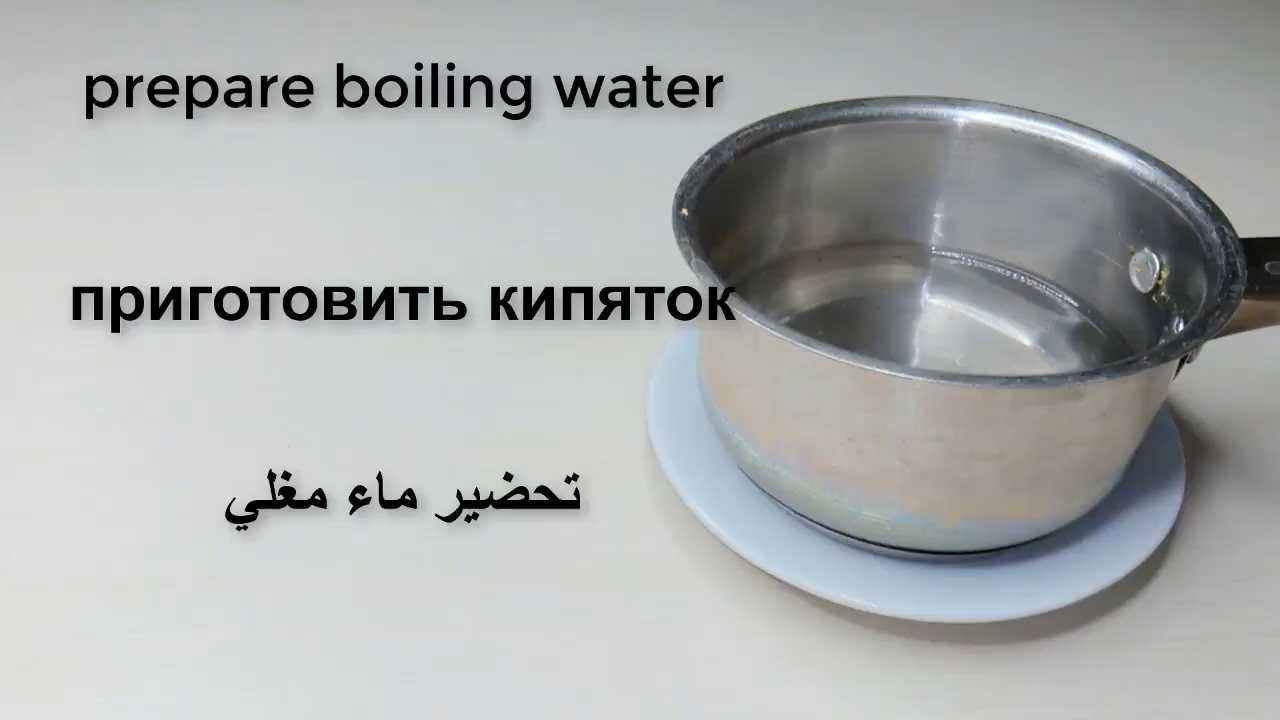 prepare boiling water
приготовить кипяток
تحضير ماء مغلي